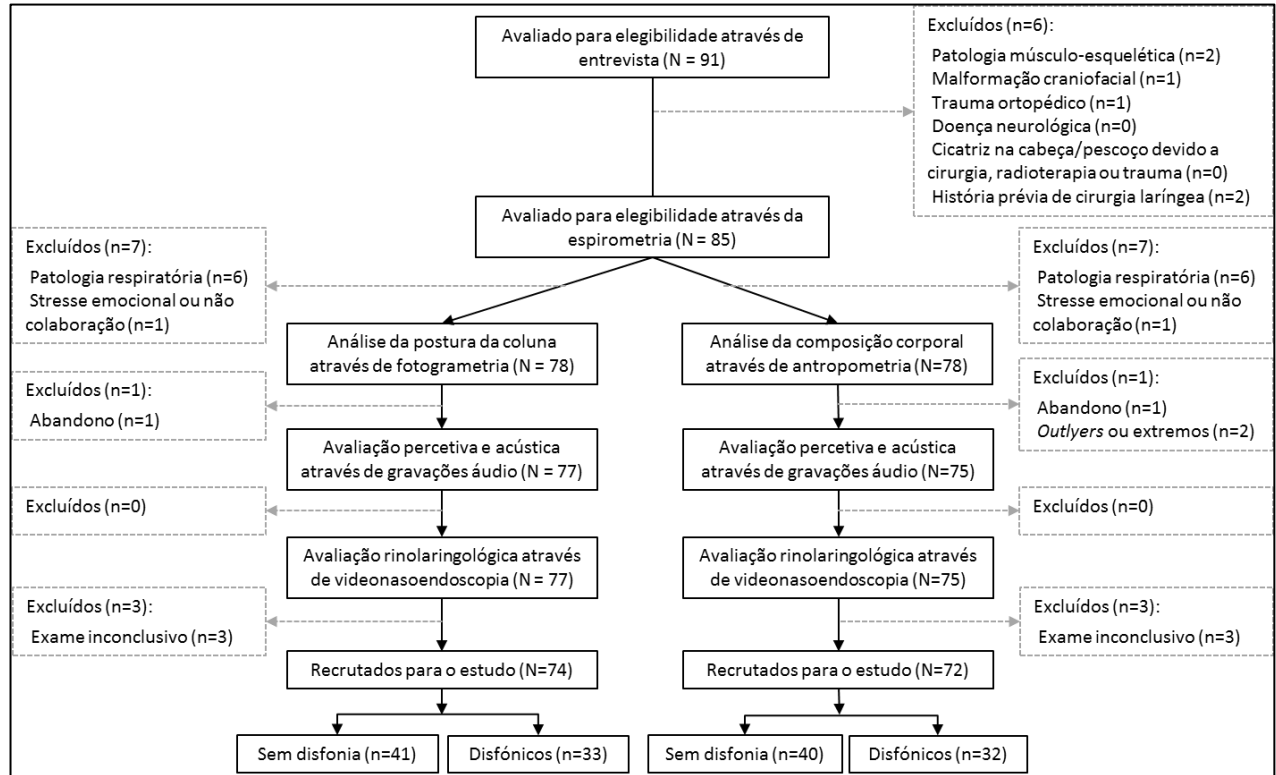 Avaliado para elegibilidade através de
entrevista (N = 91)
Excluídos (n=6):
Patologia músculo-esquelética (n=2)
Malformação craniofacial (n=1)
Trauma ortopédico (n=1)
Doença neurológica (n=0)
Cicatriz na cabeça/pescoço devido a
cirurgia, radioterapia ou trauma (n=0)
História prévia de cirurgia laríngea (n=2)
Avaliado para elegibilidade através da
espirometria (N = 85)
Excluídos (n=7):
Patologia respiratória (n=6)
Stresse emocional ou não
colaboração (n=1)
Excluídos (n=7):
Patologia respiratória (n=6)
Stresse emocional ou não
colaboração (n=1)
Análise da postura da coluna
através de fotogrametria (N = 78)
Análise da composição corporal
através de antropometria (N=78)
Excluídos (n=1):
Abandono (n=1)
Excluídos (n=1):
Abandono (n=1)
Outlyers ou extremos (n=2)
Avaliação percetiva e acústica
através de gravações áudio (N = 77)
Avaliação percetiva e acústica
através de gravações áudio (N=75)
Excluídos (n=0)
Excluídos (n=0)
Avaliação rinolaringológica através
de videonasoendoscopia (N = 77)
Avaliação rinolaringológica através
de videonasoendoscopia (N=75)
Excluídos (n=3):
Exame inconclusivo (n=3)
Excluídos (n=3):
Exame inconclusivo (n=3)
Recrutados para o estudo (N=74)
Recrutados para o estudo (N=72)
Sem disfonia (n=41)
Disfónicos (n=33)
Sem disfonia (n=40)
Disfónicos (n=32)